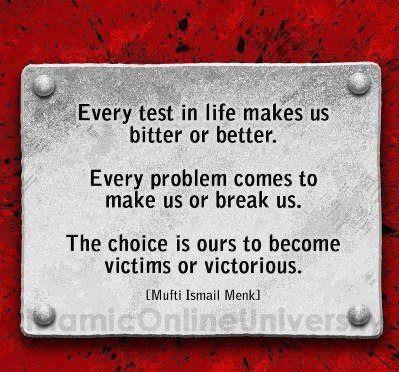 Every test in life makes us
bitter or better.
Every problem comes to
make us or break us.
The choice is ours to become
victims or victorious.
[Mufti Ismail Menk]